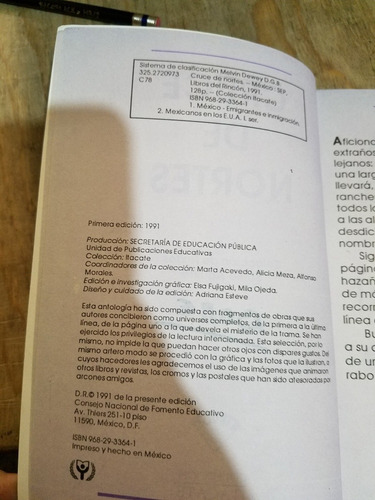 Sistema de clasificación Melvin Dewey D.G.B.
325.2720973 Cruce de nortes. – México : SEP,
C78 Libros del Rincón, 1991.
128p. – (Colección Itacate)
ISBN 968-29-3364-1
1. México - Emigrantes e inmigración.
2. Mexicanos en los E.U.A. I. ser.
Primera edición: 1991
Producción: SECRETARÍA DE EDUCACIÓN PÚBLICA
Unidad de Publicaciones Educativas
Colección: Itacate
Coordinadores de la colección: Marta Acevedo, Alicia Meza, Alfonso
Morales.
Edición e investigación gráfica: Elsa Fujigaki, Mila Ojeda.
Diseño y cuidado de la edición: Adriana Esteve
Esta antología ha sido compuesta con fragmentos de obras que sus
autores concibieron como universos completos, de la primera a la última
línea, de la página uno a la que devela el misterio de la trama. Se han
ejercido los privilegios de la lectura intencionada. Esta selección, por lo
mismo, no impide la que puedan hacer otros ojos con dispares gustos. Del
mismo artero modo se procedió con la gráfica y las fotos que la ilustran, a
cuyos hacedores les agradecemos el uso de las imágenes que animaron
otros libros y revistas, los cromos y las postales que han sido atesoradas por
arcones amigos.
D.R.© 1991 de la presente edición
Consejo Nacional de Fomento Educativo
Av. Thiers 251-10 piso
11590, México, D.F.
ISBN 968-29-3364-1
Impreso y hecho en México
Aficiona
extraños
lejanos:
una larg
llevará,
ranche
todos lo
a las al
desdic
nombr
Sig
página
hazañ
de má
recorr
línea
Bu
a su
de un
rabo